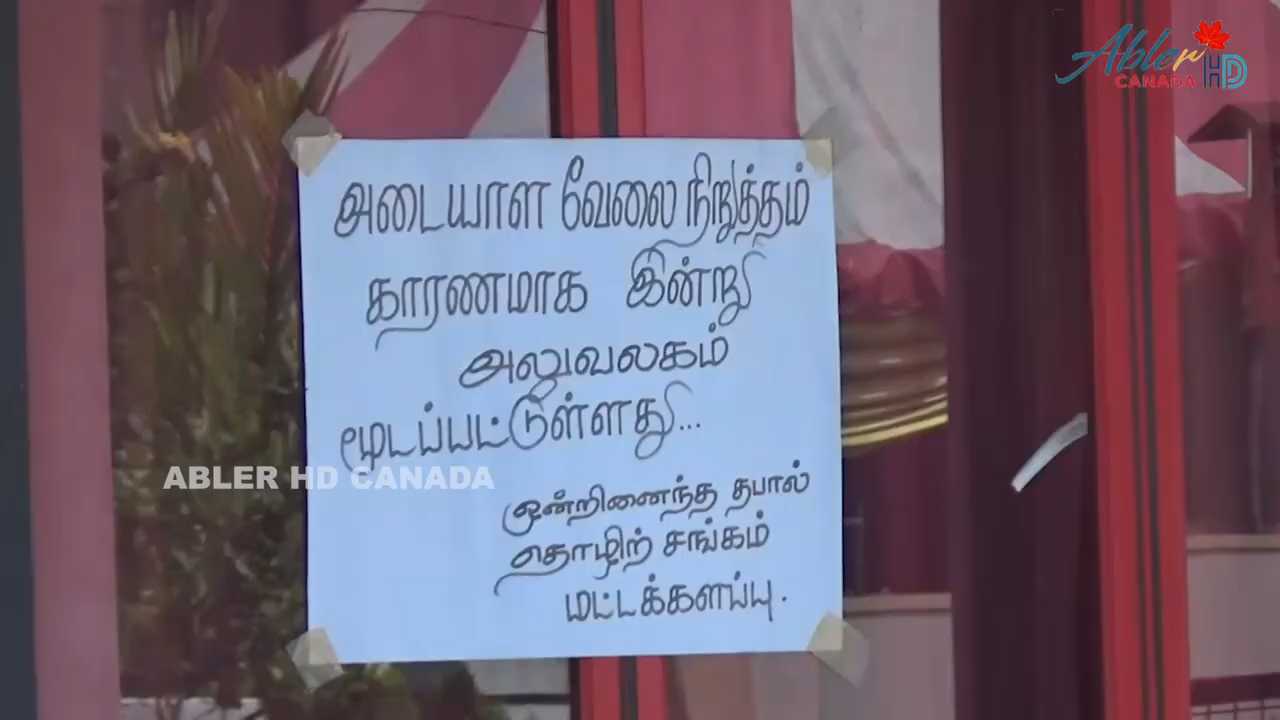 Abler HD
CANADA
அடையாள வேலை நிறுத்தம்
காரணமாக இன்று
அலுவலகம்
மூடப்பட்டுள்ளது...
ABLER HD CANADA
ஒன்றினைந்த தபால்
தொழிற் சங்கம்
மட்டக்களப்பு.